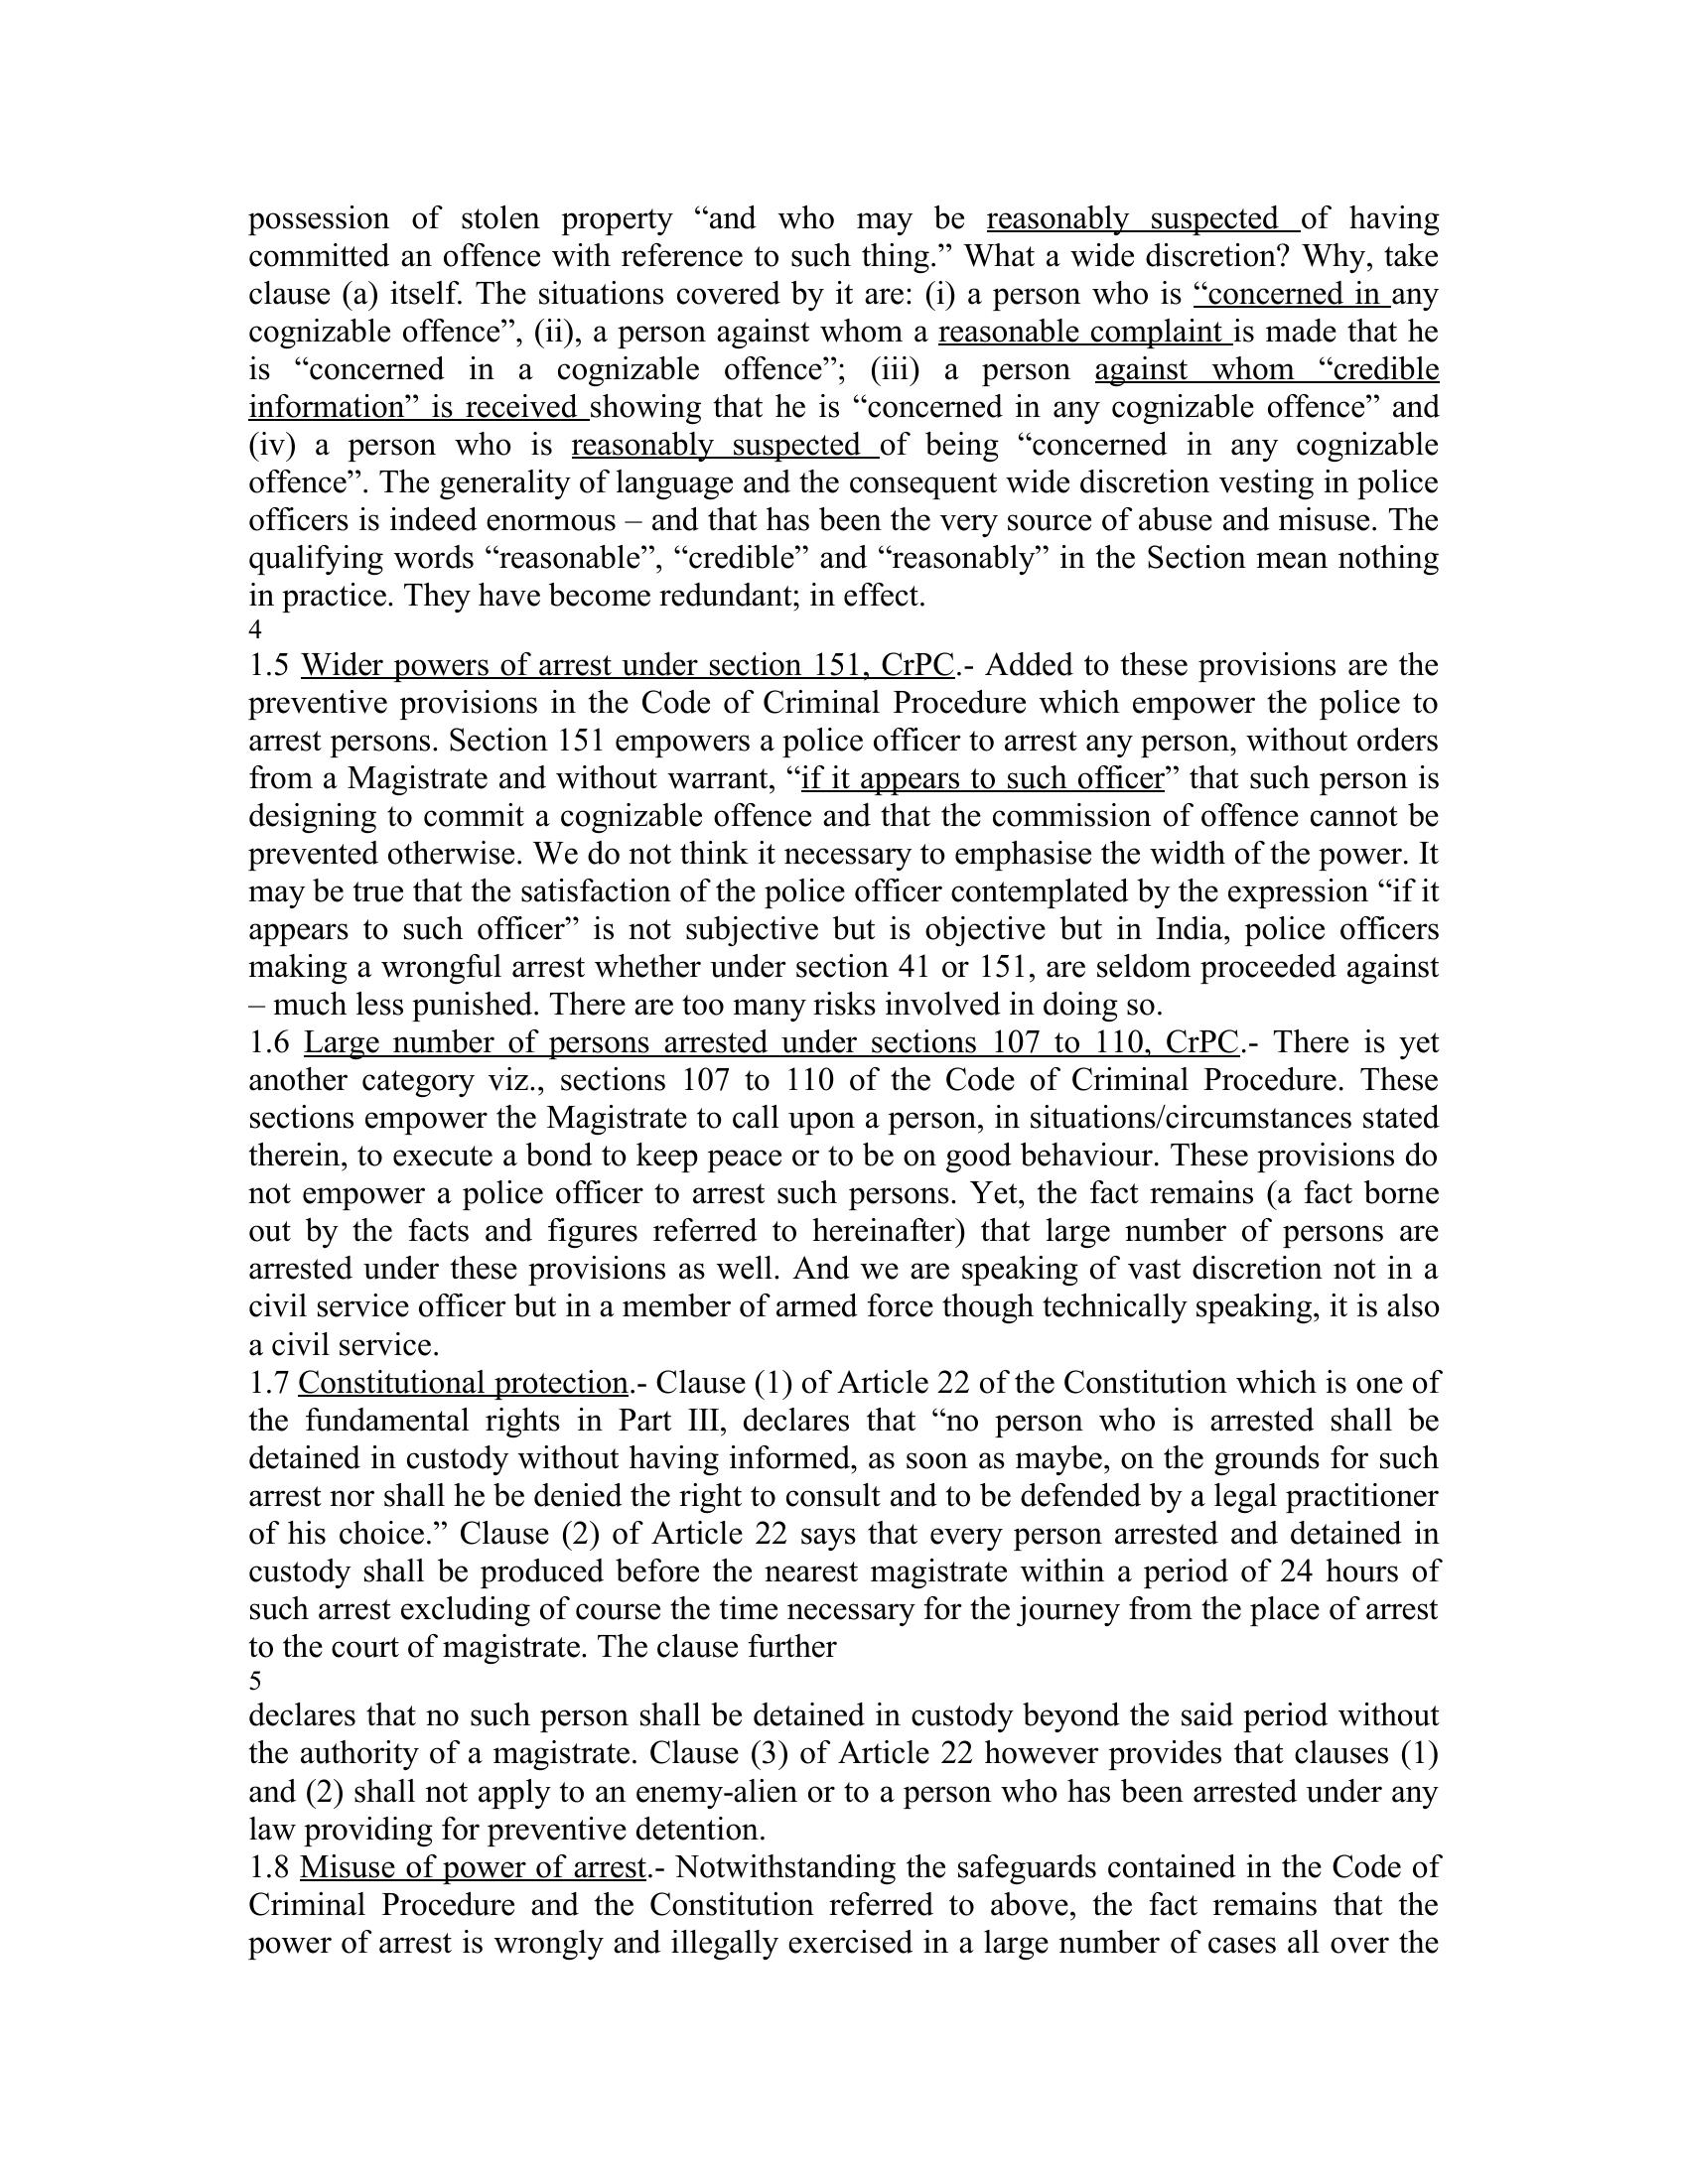 possession of stolen property “and who may be reasonably suspected of having
committed an offence with reference to such thing.” What a wide discretion? Why, take
clause (a) itself. The situations covered by it are: (i) a person who is “concerned in any
cognizable offence”, (ii), a person against whom a reasonable complaint is made that he
is “concerned in a cognizable offence”; (iii) a person against whom “credible
information” is received showing that he is “concerned in any cognizable offence” and
(iv) a person who is reasonably suspected of being “concerned in any cognizable
offence”. The generality of language and the consequent wide discretion vesting in police
officers is indeed enormous – and that has been the very source of abuse and misuse. The
qualifying words “reasonable”, “credible” and “reasonably” in the Section mean nothing
in practice. They have become redundant; in effect.
4
1.5 Wider powers of arrest under section 151, CrPC.- Added to these provisions are the
preventive provisions in the Code of Criminal Procedure which empower the police to
arrest persons. Section 151 empowers a police officer to arrest any person, without orders
from a Magistrate and without warrant, “if it appears to such officer” that such person is
designing to commit a cognizable offence and that the commission of offence cannot be
prevented otherwise. We do not think it necessary to emphasise the width of the power. It
may be true that the satisfaction of the police officer contemplated by the expression “if it
appears to such officer” is not subjective but is objective but in India, police officers
making a wrongful arrest whether under section 41 or 151, are seldom proceeded against
– much less punished. There are too many risks involved in doing so.
1.6 Large number of persons arrested under sections 107 to 110, CrPC.- There is yet
another category viz., sections 107 to 110 of the Code of Criminal Procedure. These
sections empower the Magistrate to call upon a person, in situations/circumstances stated
therein, to execute a bond to keep peace or to be on good behaviour. These provisions do
not empower a police officer to arrest such persons. Yet, the fact remains (a fact borne
out by the facts and figures referred to hereinafter) that large number of persons are
arrested under these provisions as well. And we are speaking of vast discretion not in a
civil service officer but in a member of armed force though technically speaking, it is also
a civil service.
1.7 Constitutional protection.- Clause (1) of Article 22 of the Constitution which is one of
the fundamental rights in Part III, declares that “no person who is arrested shall be
detained in custody without having informed, as soon as maybe, on the grounds for such
arrest nor shall he be denied the right to consult and to be defended by a legal practitioner
of his choice.” Clause (2) of Article 22 says that every person arrested and detained in
custody shall be produced before the nearest magistrate within a period of 24 hours of
such arrest excluding of course the time necessary for the journey from the place of arrest
to the court of magistrate. The clause further
5
declares that no such person shall be detained in custody beyond the said period without
the authority of a magistrate. Clause (3) of Article 22 however provides that clauses (1)
and (2) shall not apply to an enemy-alien or to a person who has been arrested under any
law providing for preventive detention.
1.8 Misuse of power of arrest.- Notwithstanding the safeguards contained in the Code of
Criminal Procedure and the Constitution referred to above, the fact remains that the
power of arrest is wrongly and illegally exercised in a large number of cases all over the